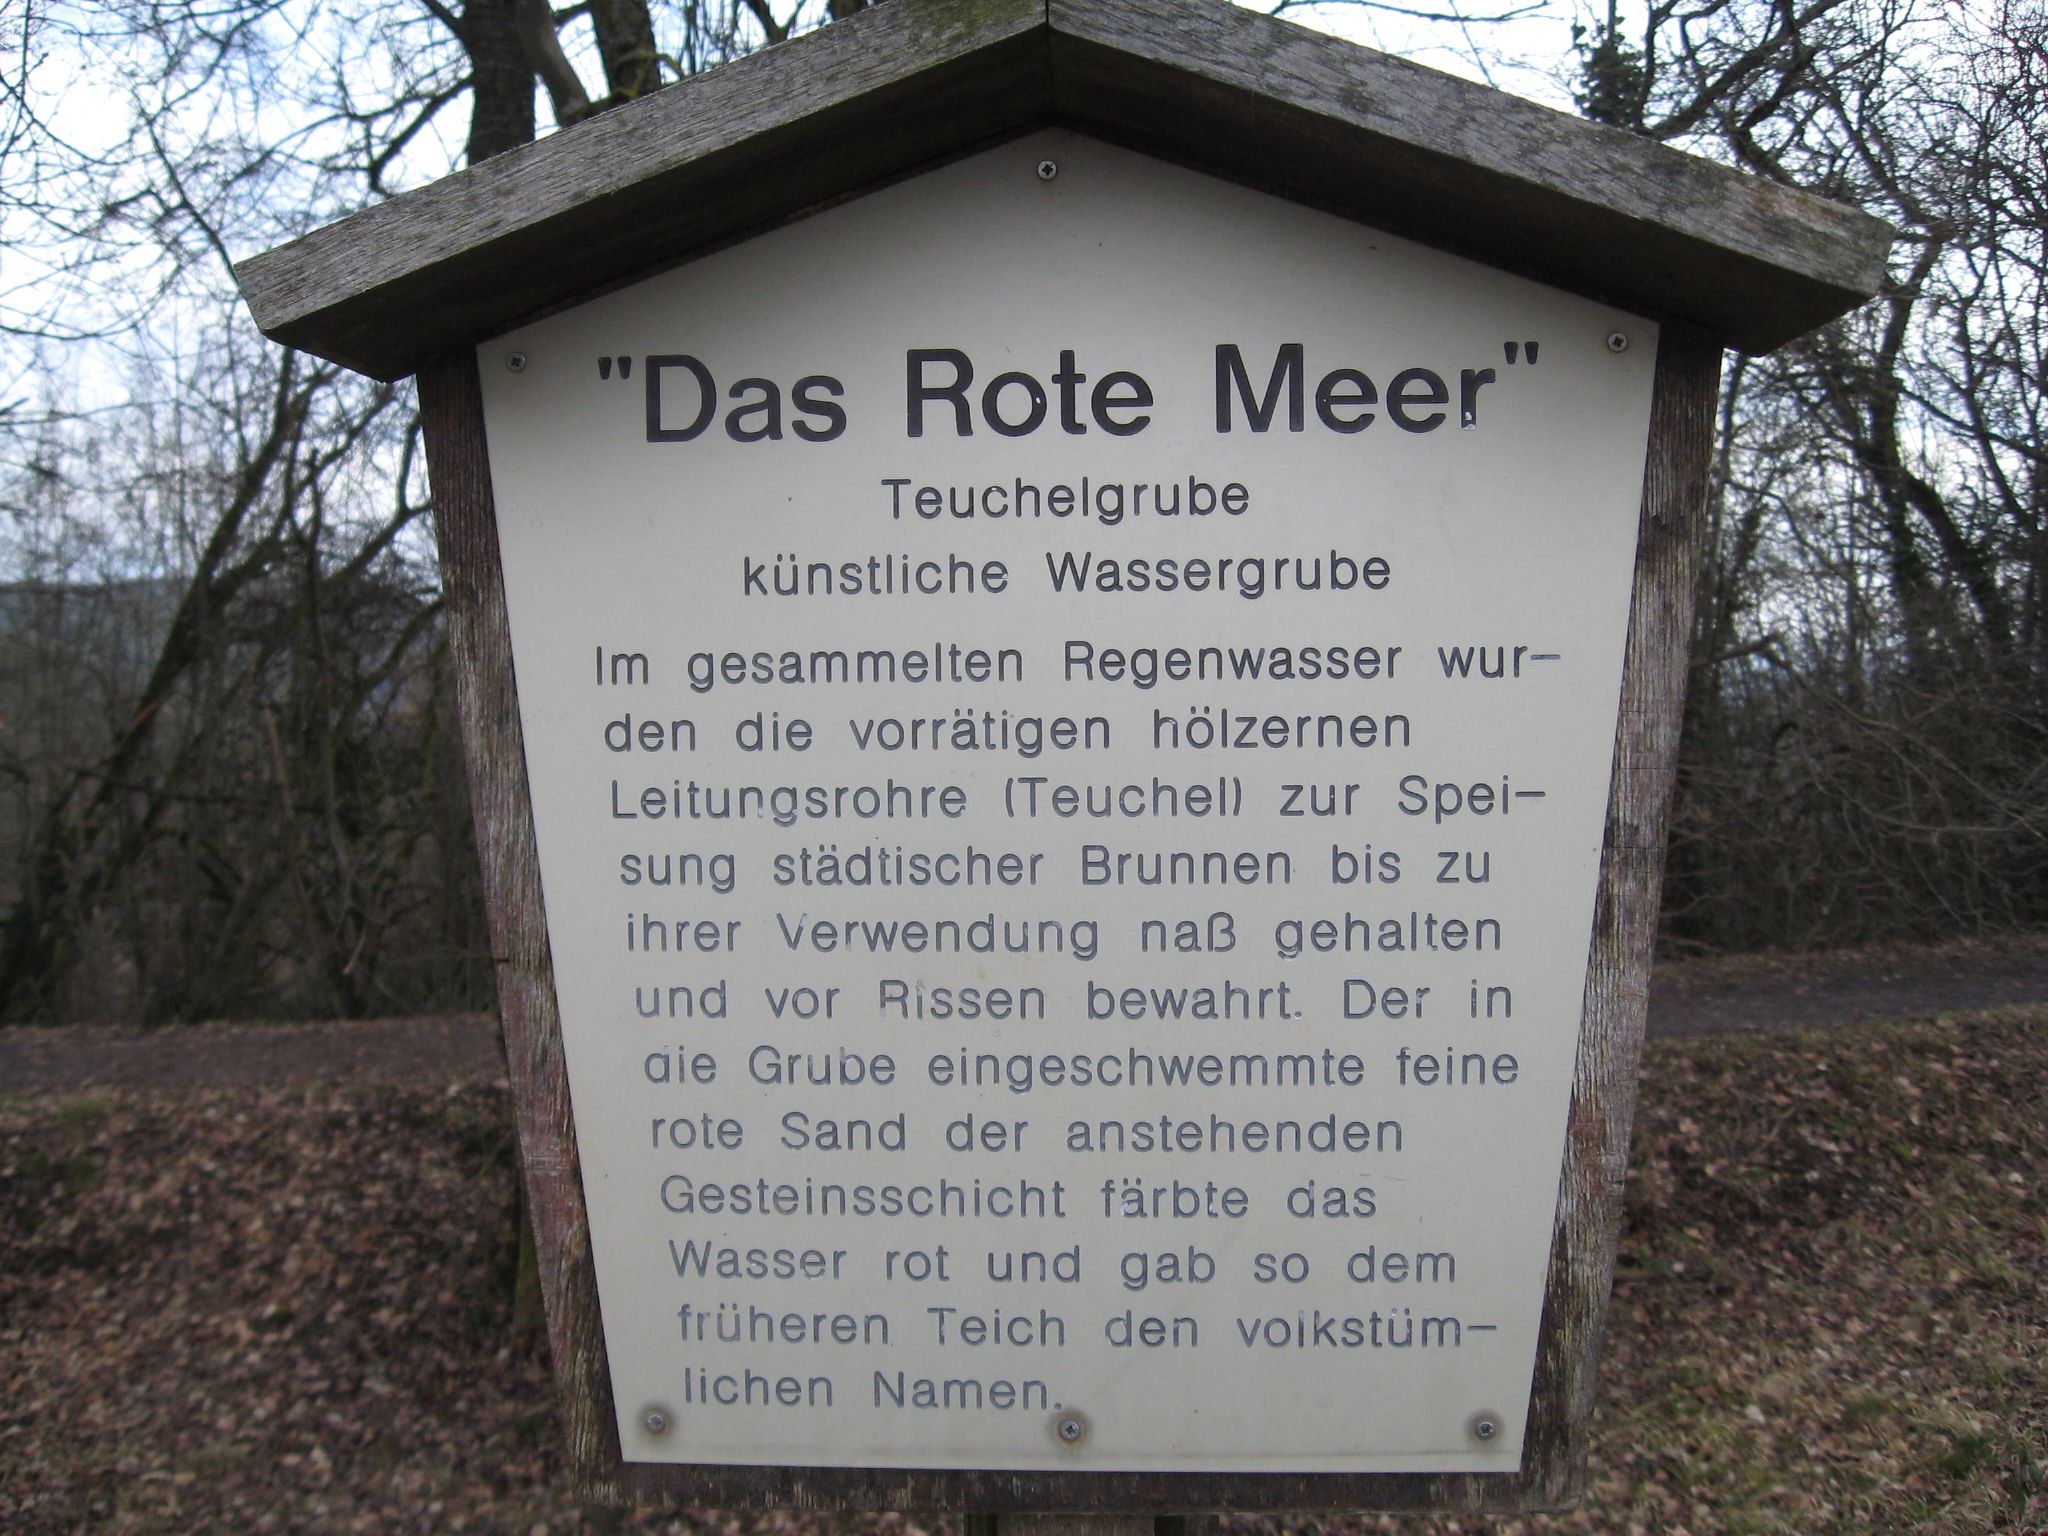 "Das Rote Meer"
Teuchelgrube
künstliche Wassergrube
Im gesammelten Regenwasser wur-
den die vorrätigen hölzernen
Leitungsrohre (Teuchel) zur Spei-
sung städtischer Brunnen bis zu
ihrer Verwendung naß gehalten
und vor Rissen bewahrt. Der in
die Grube eingeschwemmte feine
rote Sand der anstehenden
Gesteinsschicht färbte das
Wasser rot und gab so dem
früheren Teich den volkstüm-
lichen Namen.